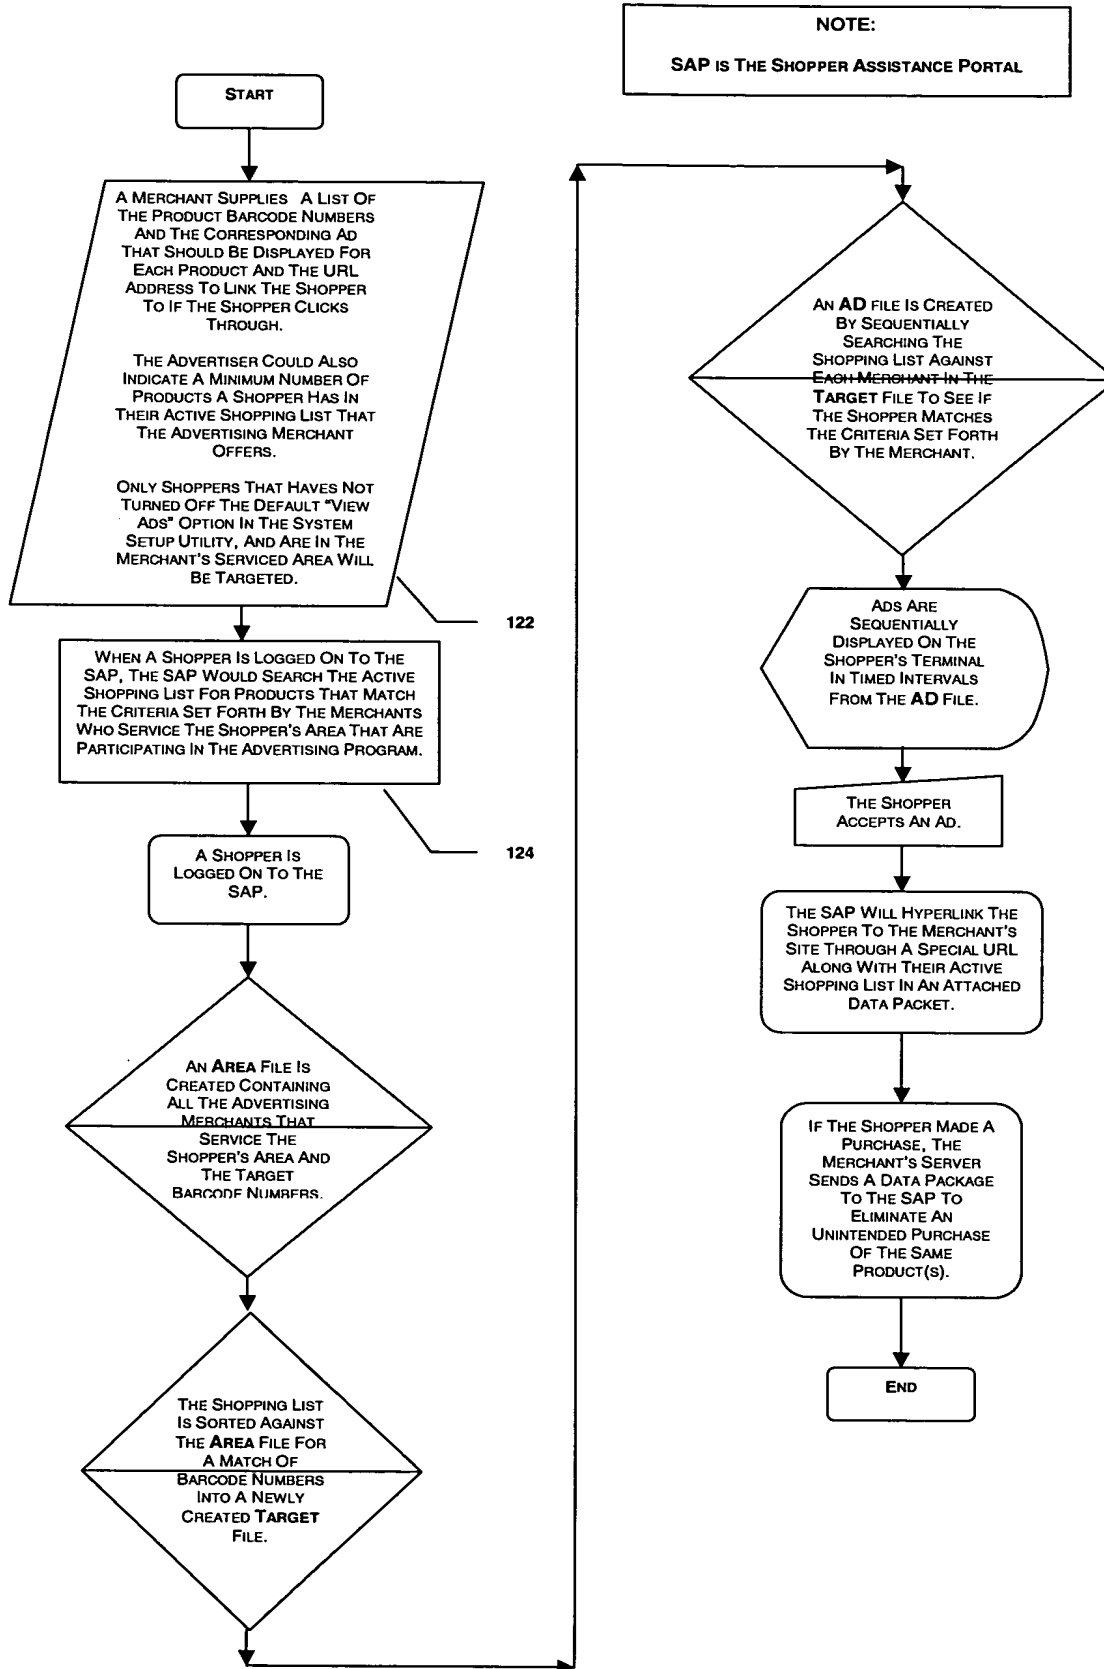 NOTE:
SAP IS THE SHOPPER ASSISTANCE PORTAL
START
A MERCHANT SUPPLIES A LIST OF
THE PRODUCT BARCODE NUMBERS
AND THE CORRESPONDING AD
THAT SHOULD BE DISPLAYED FOR
EACH PRODUCT AND THE URL
ADDRESS TO LINK THE SHOPPER
TO IF THE SHOPPER CLICKS
THROUGH.
THE ADVERTISER COULD ALSO
INDICATE A MINIMUM NUMBER OF
PRODUCTS A SHOPPER HAS IN
THEIR ACTIVE SHOPPING LIST THAT
THE ADVERTISING MERCHANT
OFFERS.
ONLY SHOPPERS THAT HAVES NOT
TURNED OFF THE DEFAULT "VIEW
ADS" OPTION IN THE SYSTEM
SETUP UTILITY, AND ARE IN THE
MERCHANT'S SERVICED AREA WILL
BE TARGETED.
122
WHEN A SHOPPER IS LOGGED ON TO THE
SAP, THE SAP WOULD SEARCH THE ACTIVE
SHOPPING LIST FOR PRODUCTS THAT MATCH
THE CRITERIA SET FORTH BY THE MERCHANTS
WHO SERVICE THE SHOPPER'S AREA THAT ARE
PARTICIPATING IN THE ADVERTISING PROGRAM.
124
A SHOPPER IS
LOGGED ON TO THE
SAP.
AN AREA FILE IS
CREATED CONTAINING
ALL THE ADVERTISING
MERCHANTS THAT
SERVICE THE
SHOPPER'S AREA AND
THE TARGET
BARCODE NUMBERS.
THE SHOPPING LIST
IS SORTED AGAINST
THE AREA FILE FOR
A MATCH OF
BARCODE NUMBERS
INTO A NEWLY
CREATED TARGET
FILE.
AN AD FILE IS CREATED
BY SEQUENTIALLY
SEARCHING THE
SHOPPING LIST AGAINST
EACH MERCHANT IN THE
TARGET FILE TO SEE IF
THE SHOPPER MATCHES
THE CRITERIA SET FORTH
BY THE MERCHANT.
ADS ARE
SEQUENTIALLY
DISPLAYED ON THE
SHOPPER'S TERMINAL
IN TIMED INTERVALS
FROM THE AD FILE.
THE SHOPPER
ACCEPTS AN AD.
THE SAP WILL HYPERLINK THE
SHOPPER TO THE MERCHANT'S
SITE THROUGH A SPECIAL URL
ALONG WITH THEIR ACTIVE
SHOPPING LIST IN AN ATTACHED
DATA PACKET.
IF THE SHOPPER MADE A
PURCHASE, THE
MERCHANT'S SERVER
SENDS A DATA PACKAGE
TO THE SAP TO
ELIMINATE AN
UNINTENDED PURCHASE
OF THE SAME
PRODUCT(S).
END